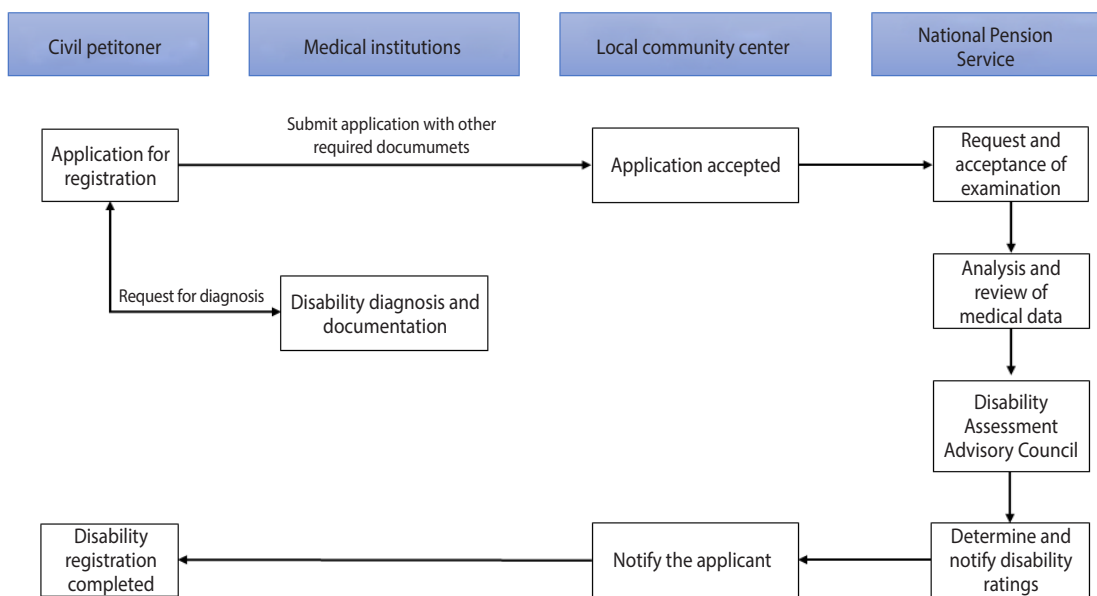 Civil petitoner
Medical institutions
Local community center
National Pension
Service
Submit application with other
required documumets
Application for
registration
Application accepted
Request and
acceptance of
examination
Request for diagnosis
Disability diagnosis and
documentation
Analysis and
review of
medical data
Disability
Assessment
Advisory Council
Disability
registration
completed
Notify the applicant
Determine and
notify disability
ratings